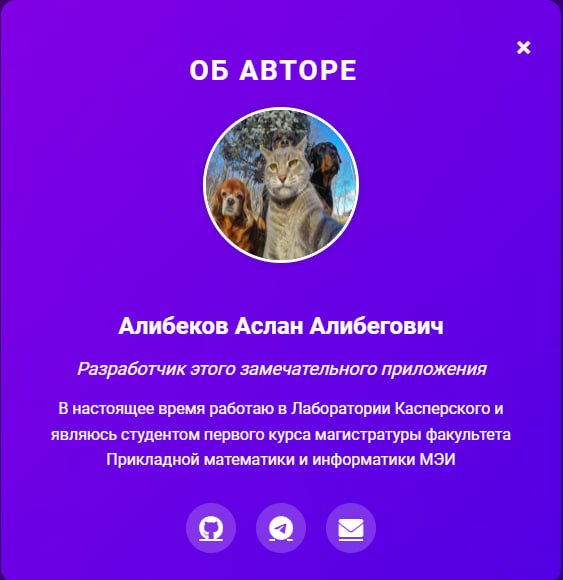 ОБ АВТОРЕ
Алибеков Аслан Алибегович
Разработчик этого замечательного приложения
В настоящее время работаю в Лаборатории Касперского и
являюсь студентом первого курса магистратуры факультета
Прикладной математики и информатики МЭИ